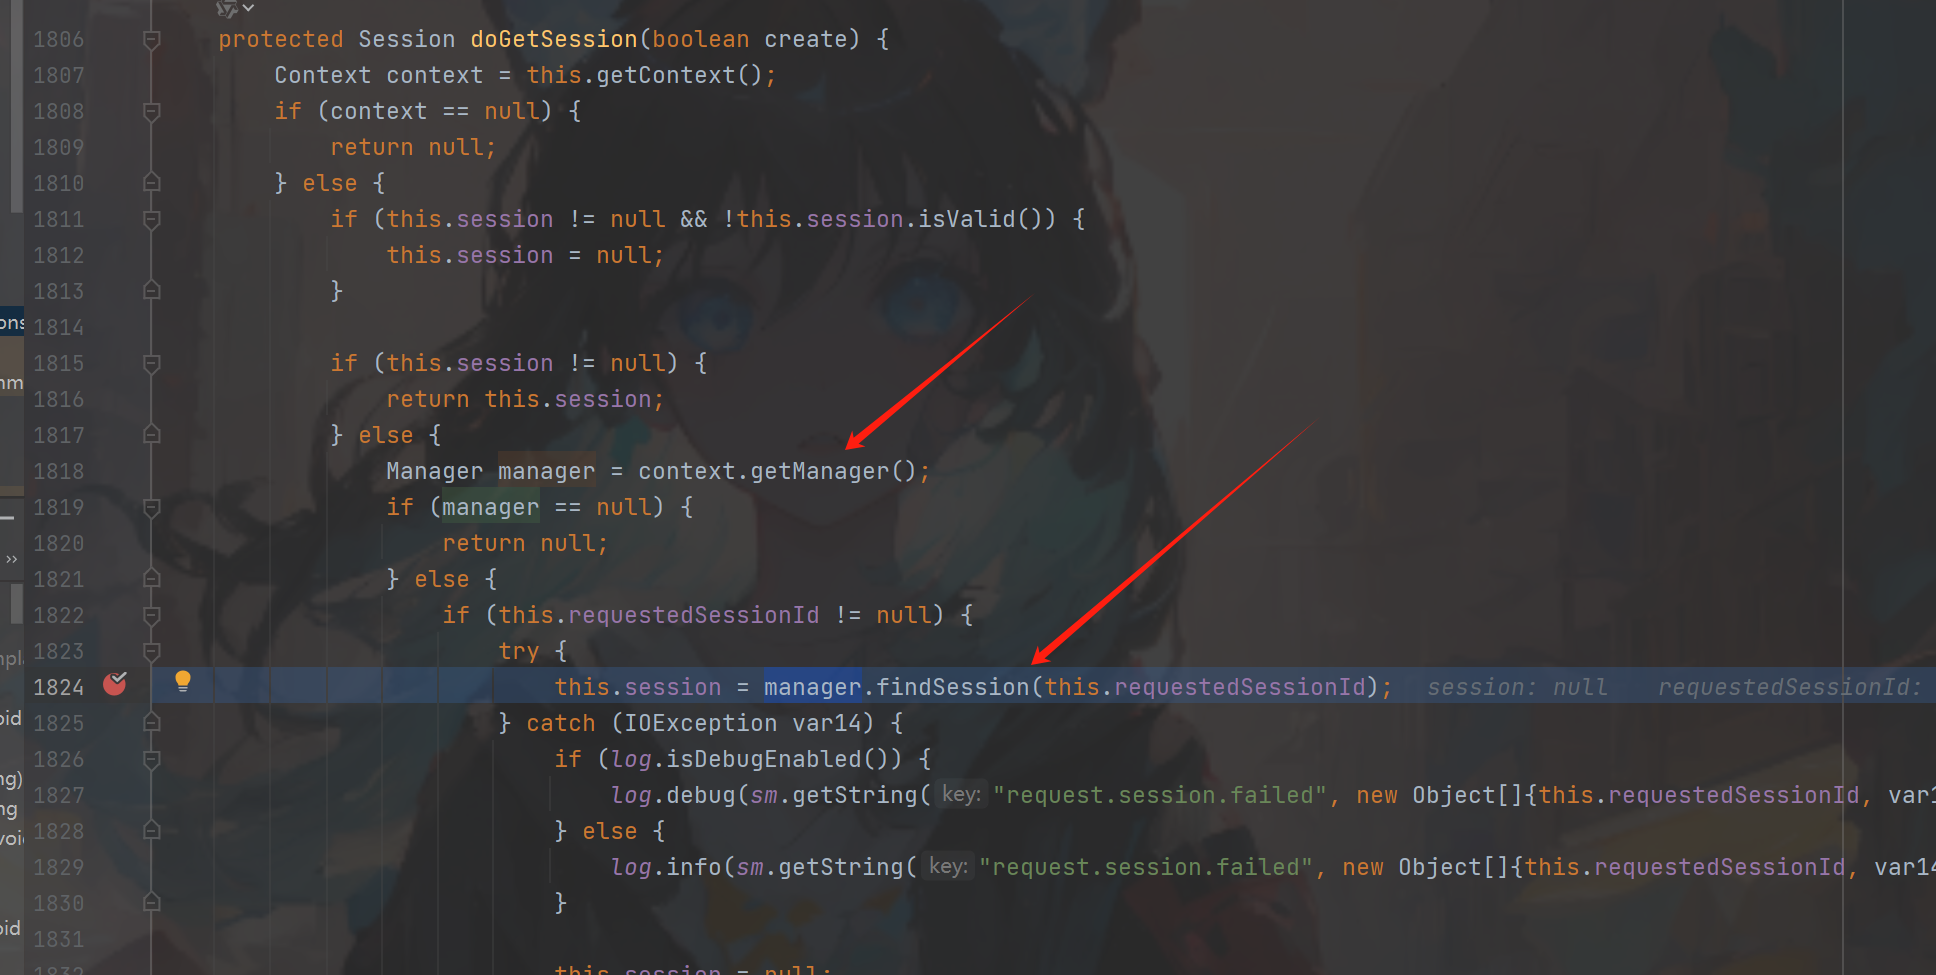 1806 protected Session doGetSession(boolean create) {
1807 Context context = this.getContext();
1808 if (context == null) {
1809 return null;
1810 } else {
1811 if (this.session != null && !this.session.isValid()) {
1812 this.session = null;
1813 }
1814
1815 if (this.session != null) {
1816 return this.session;
1817 } else {
1818 Manager manager = context.getManager();
1819 if (manager == null) {
1820 return null;
1821 } else {
1822 if (this.requestedSessionId != null) {
1823 try {
1824 this.session = manager.findSession(this.requestedSessionId); session: null requestedSessionId:
1825 } catch (IOException var14) {
1826 if (log.isDebugEnabled()) {
1827 log.debug(sm.getString( key: "request.session.failed", new Object[]{this.requestedSessionId, var1
1828 } else {
1829 log.info(sm.getString( key: "request.session.failed", new Object[]{this.requestedSessionId, var14
1830 }
1831
1832 this.session = null;
ons
nm
»
npla
oid
ng)
ng
voi
oid